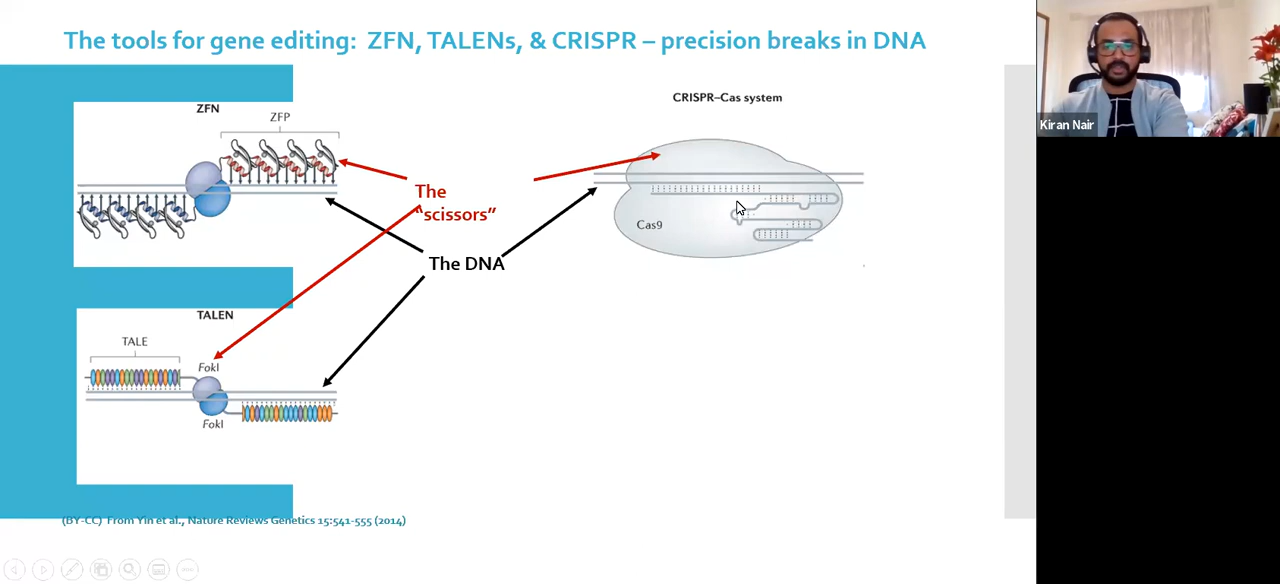 The tools for gene editing: ZFN, TALENs, & CRISPR – precision breaks in DNA
ZFN
ZFP
CRISPR–Cas system
Kiran Nair
The
“scissors”
Cas9
The DNA
TALEN
TALE
FokI
FokI
(BY-CC) From Yin et al., Nature Reviews Genetics 15:541-555 (2014)